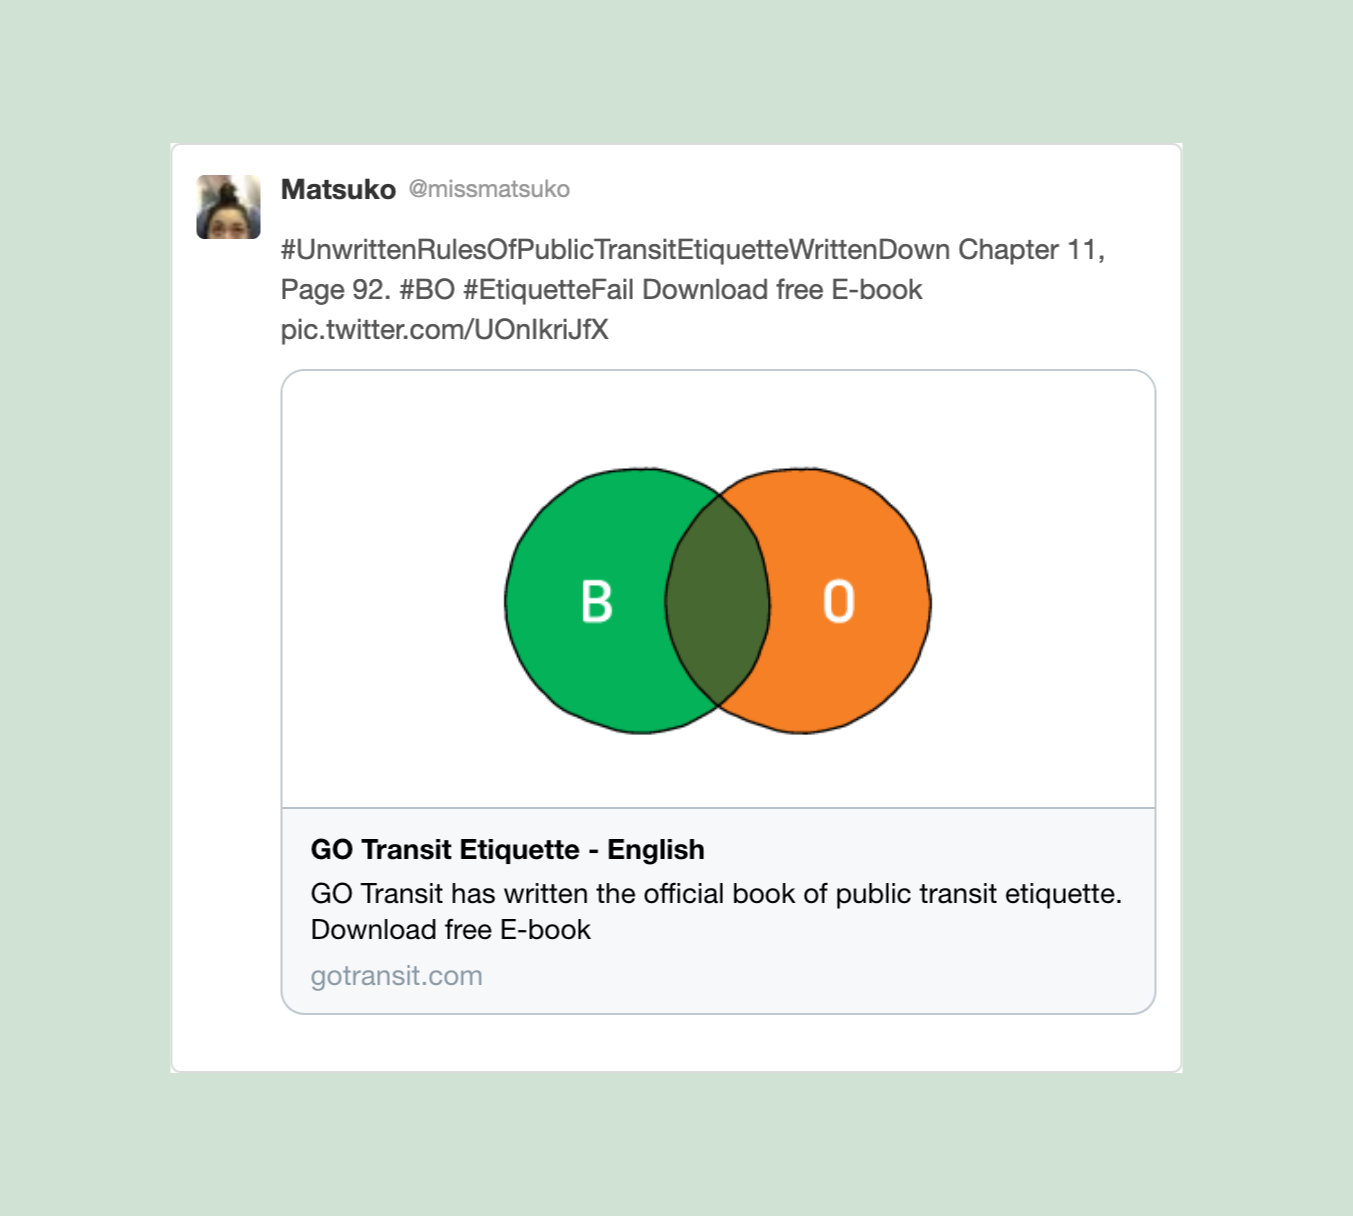 Matsuko @missmatsuko
#UnwrittenRulesOfPublicTransitEtiquetteWrittenDown Chapter 11,
Page 92. #BO #EtiquetteFail Download free E-book
pic.twitter.com/UOnIkriJfX
B O
GO Transit Etiquette - English
GO Transit has written the official book of public transit etiquette.
Download free E-book
gotransit.com